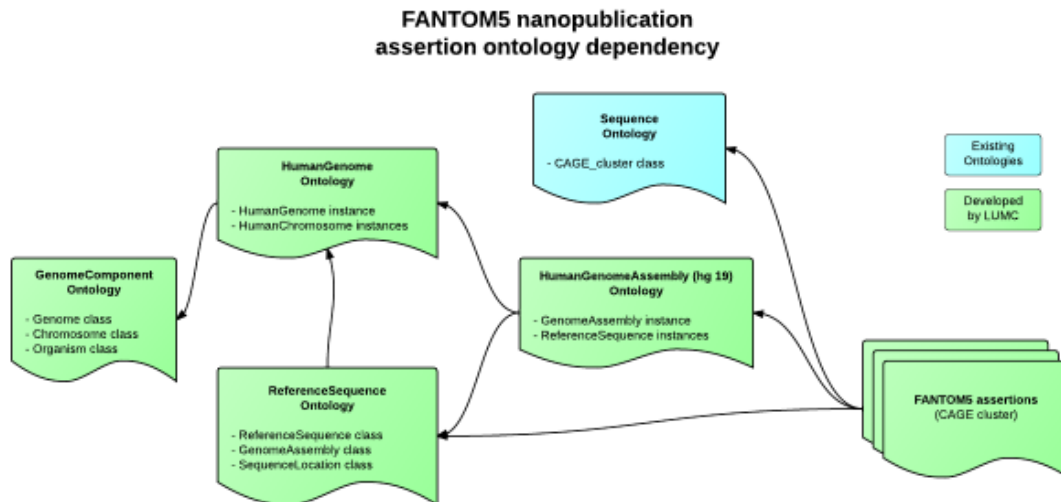 FANTOM5 nanopublication
assertion ontology dependency
Sequence
Ontology
- CAGE_cluster class
Existing
Ontologies
Developed
by LUMC
HumanGenome
Ontology
- HumanGenome instance
- HumanChromosome instances
GenomeComponent
Ontology
- Genome class
- Chromosome class
- Organism class
HumanGenomeAssembly (hg 19)
Ontology
- GenomeAssembly instance
- ReferenceSequence instances
ReferenceSequence
Ontology
- ReferenceSequence class
- GenomeAssembly class
- SequenceLocation class
FANTOM5 assertions
(CAGE cluster)